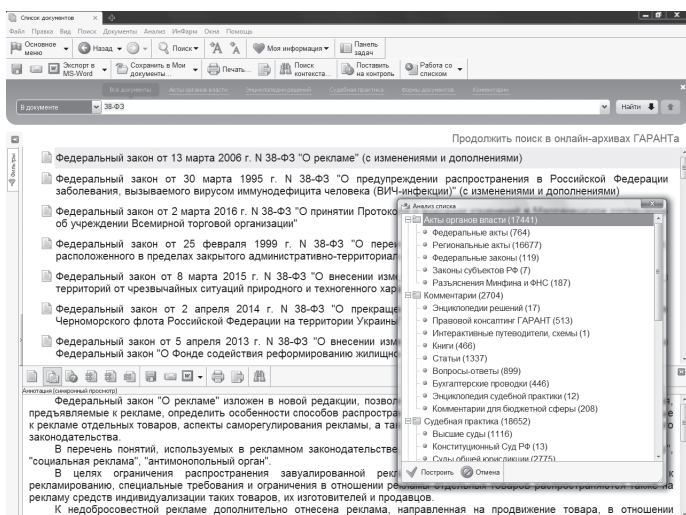 Список документов
Файл Правка Вид Поиск Документы Анализ ИнФарм Окна Помощь
Основное меню Назад Поиск Моя информация Панель задач
Экспорт в MS-Word Сохранить в Мои документы... Печать... Поиск контекста... Поставить на контроль Работа со списком
Все документы Акты органов власти Энциклопедии решений Судебная практика Формы документов Комментарии
В документе 38-ФЗ Найти
Продолжить поиск в онлайн-архивах ГАРАНТа
Фильтры
Федеральный закон от 13 марта 2006 г. N 38-ФЗ "О рекламе" (с изменениями и дополнениями)
Федеральный закон от 30 марта 1995 г. N 38-ФЗ "О предупреждении распространения в Российской Федерации
заболевания, вызываемого вирусом иммунодефицита человека (ВИЧ-инфекции)" (с изменениями и дополнениями)
Федеральный закон от 2 марта 2016 г. N 38-ФЗ "О принятии
об учреждении Всемирной торговой организации"
Федеральный закон от 25 февраля 1999 г. N 38-ФЗ "О
расположенного в пределах закрытого
Федеральный закон от 8 марта 2015 г. N 38-ФЗ "О внесении
территорий от чрезвычайных ситуаций природного и техногенного
Федеральный закон от 2 апреля 2014 г. N 38-ФЗ "О
Черноморского флота Российской Федерации на территории Украины
Федеральный закон от 5 апреля 2013 г. N 38-ФЗ "О внесении
Федеральный закон "О Фонде содействия реформированию
Анализ списка
Акты органов власти (17441)
Федеральные акты (764)
Региональные акты (16677)
Федеральные законы (119)
Законы субъектов РФ (7)
Разъяснения Минфина и ФНС (187)
Комментарии (2704)
Энциклопедии решений (17)
Правовой консалтинг ГАРАНТ (513)
Интерактивные путеводители, схемы (1)
Книги (466)
Статьи (1337)
Вопросы-ответы (899)
Бухгалтерские проводки (446)
Энциклопедия судебной практики (12)
Комментарии для бюджетной сферы (208)
Судебная практика (18652)
Высшие суды (1116)
Конституционный Суд РФ (13)
Суды общей юрисдикции (2775)
Построить Отмена
Аннотация (синхронный просмотр)
Федеральный закон "О рекламе" изложен в новой редакции,
предъявляемые к рекламе, определить особенности способов
к рекламе отдельных товаров, аспекты саморегулирования рекламы, а
законодательства.
В перечень понятий, используемых в рекламном
"социальная реклама", "антимонопольный орган".
В целях ограничения распространения завуалированной к
рекламированию, специальные требования и ограничения в отношении рекламы отдельных товаров распространяются также на
рекламу средств индивидуализации таких товаров, их изготовителей и продавцов.
К недобросовестной рекламе дополнительно отнесена реклама, направленная на продвижение товара, в отношении